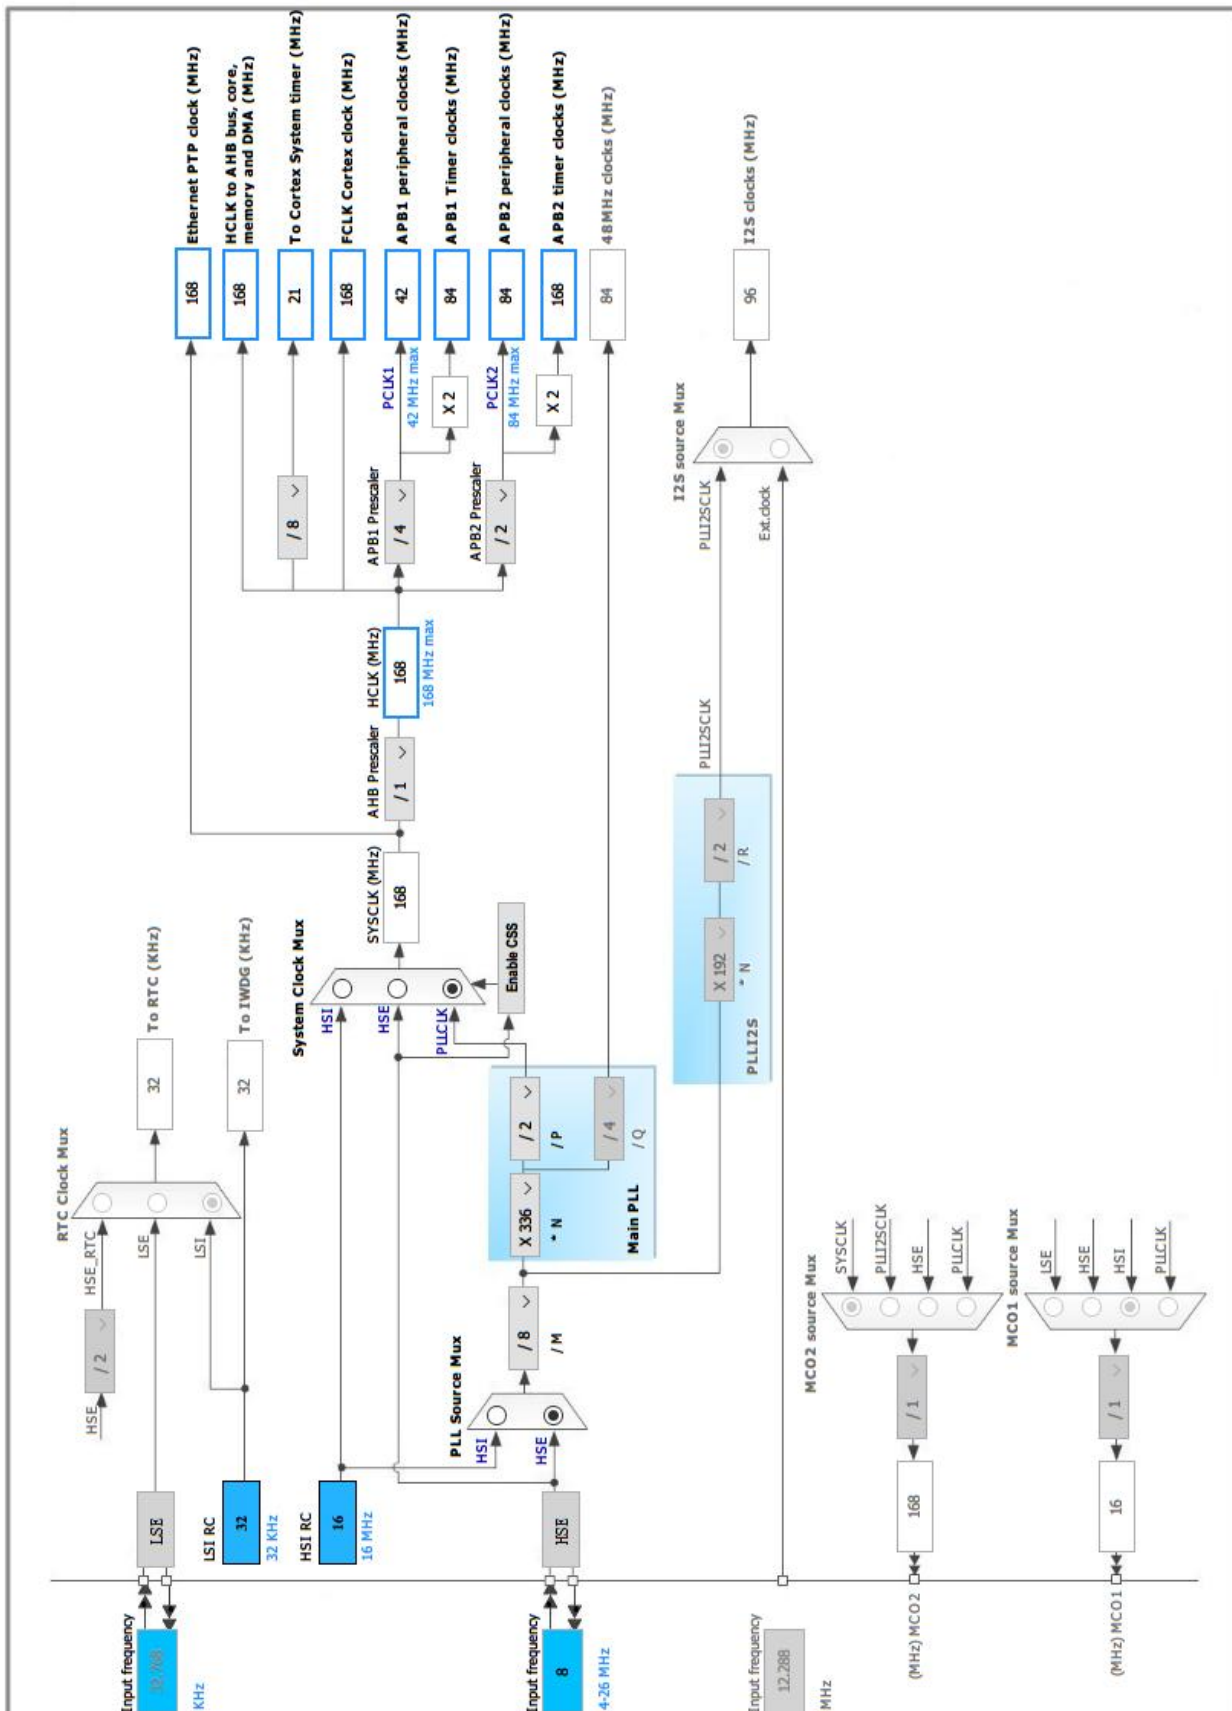 Input frequency
32.768
KHz
LSE
HSE
/ 2
HSE_RTC
LSE
LSI
RTC Clock Mux
32
To RTC (KHz)
LSI RC
32
32 KHz
32
To IWDG (KHz)
HSI RC
16
16 MHz
System Clock Mux
HSI
HSE
PLLCLK
Enable CSS
SYSCLK (MHz)
168
AHB Prescaler
/ 1
HCLK (MHz)
168
168 MHz max
168
Ethernet PTP clock (MHz)
168
HCLK to AHB bus, core,
memory and DMA (MHz)
/ 8
21
To Cortex System timer (MHz)
168
FCLK Cortex clock (MHz)
APB1 Prescaler
/ 4
PCLK1
42 MHz max
42
APB1 peripheral clocks (MHz)
X 2
84
APB1 Timer clocks (MHz)
APB2 Prescaler
/ 2
PCLK2
84 MHz max
84
APB2 peripheral clocks (MHz)
X 2
168
APB2 timer clocks (MHz)
84
48MHz clocks (MHz)
Input frequency
8
4-26 MHz
HSE
PLL Source Mux
HSI
HSE
/ 8
/ M
X 336
* N
/ 2
/ P
/ 4
/ Q
Main PLL
X 192
* N
/ 2
/ R
PLLI2S
PLLI2SCLK
I2S source Mux
PLLI2SCLK
Ext.clock
96
I2S clocks (MHz)
Input frequency
12.288
MHz
MCO2 source Mux
(MHz) MCO2
168
/ 1
SYSCLK
PLLI2SCLK
HSE
PLLCLK
MCO1 source Mux
(MHz) MCO1
16
/ 1
LSE
HSE
HSI
PLLCLK